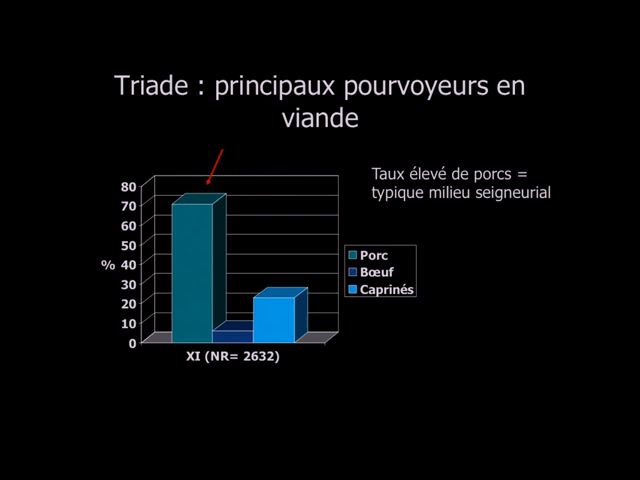 Triade : principaux pourvoyeurs en
viande
Taux élevé de porcs =
typique milieu seigneurial
80
70
60
50
% 40
30
20
10
0
XI (NR= 2632)
Porc
Bœuf
Caprinés